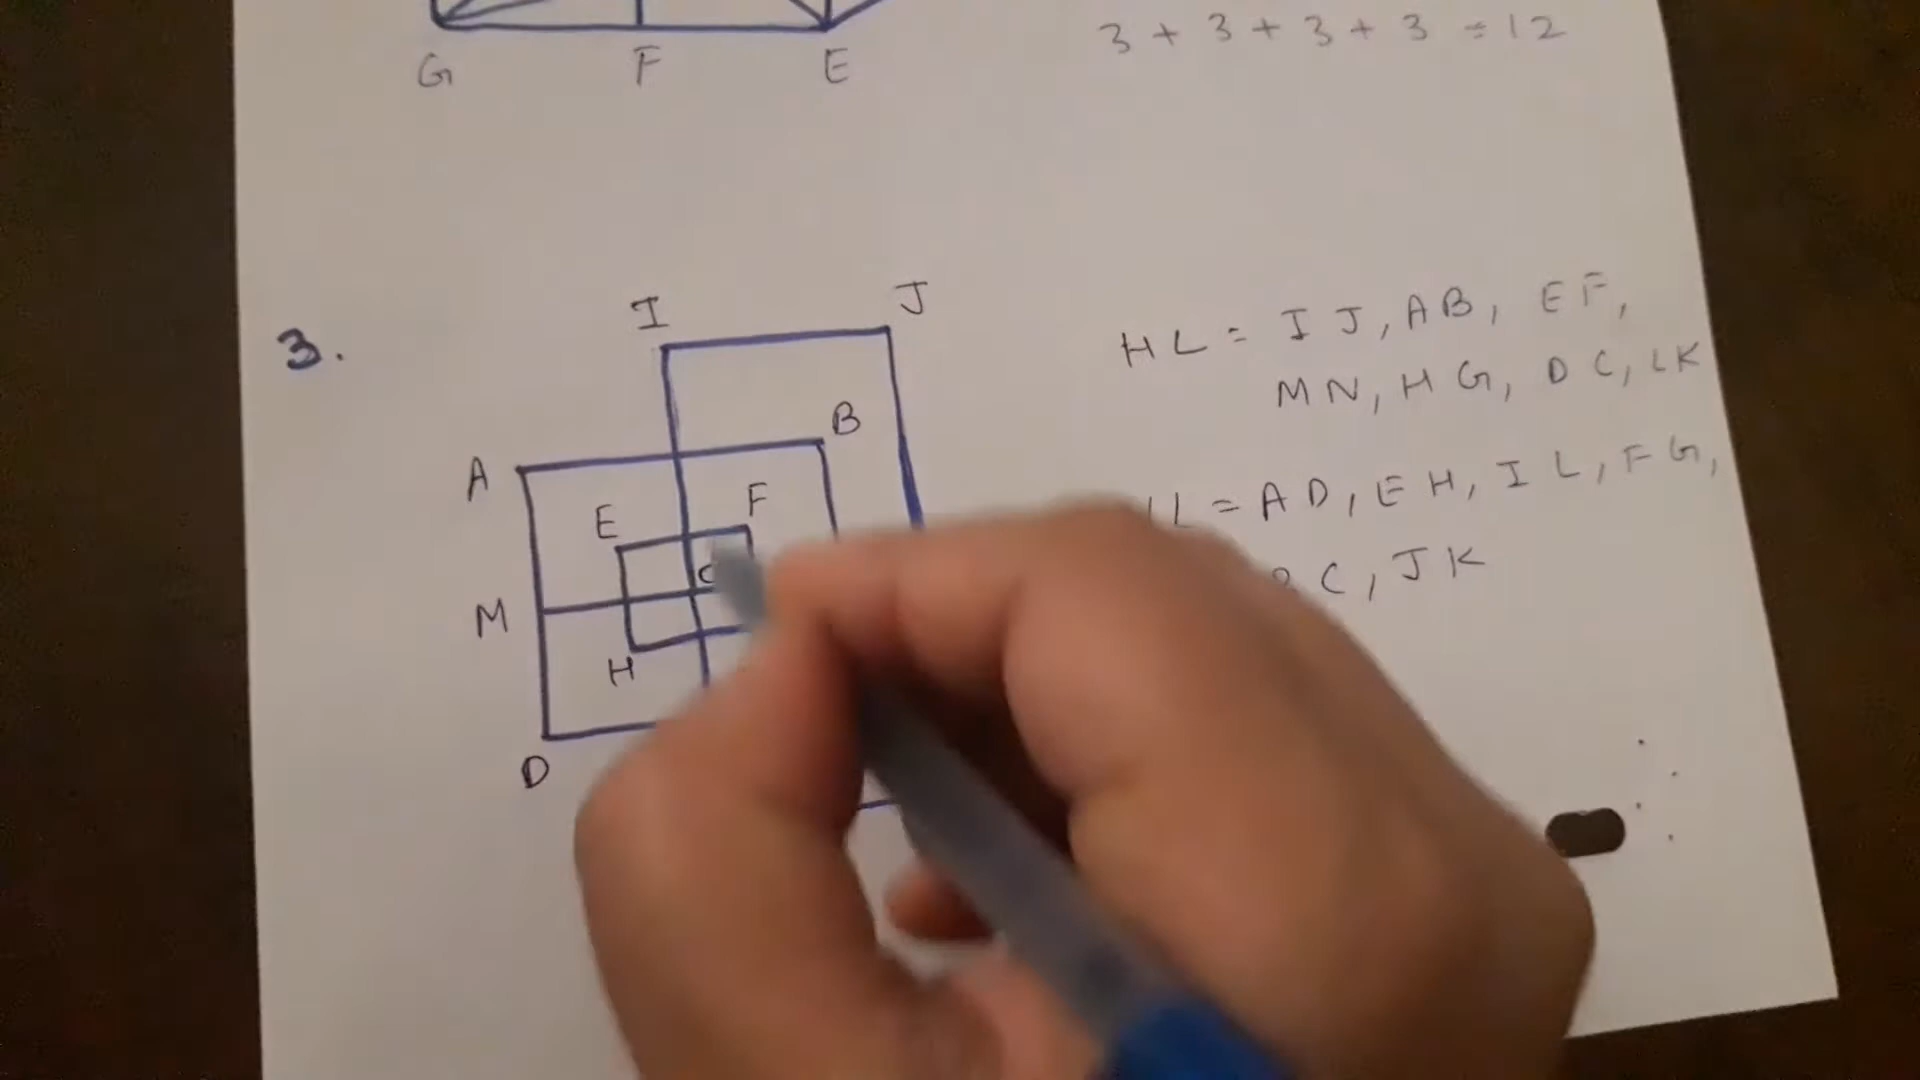 G F E
3 + 3 + 3 + 3 = 12
3.
I J
A B
E F
M
H
D
HL = IJ, AB, EF,
MN, HG, DC, LK
L = AD, EH, IL, FG,
C, JK